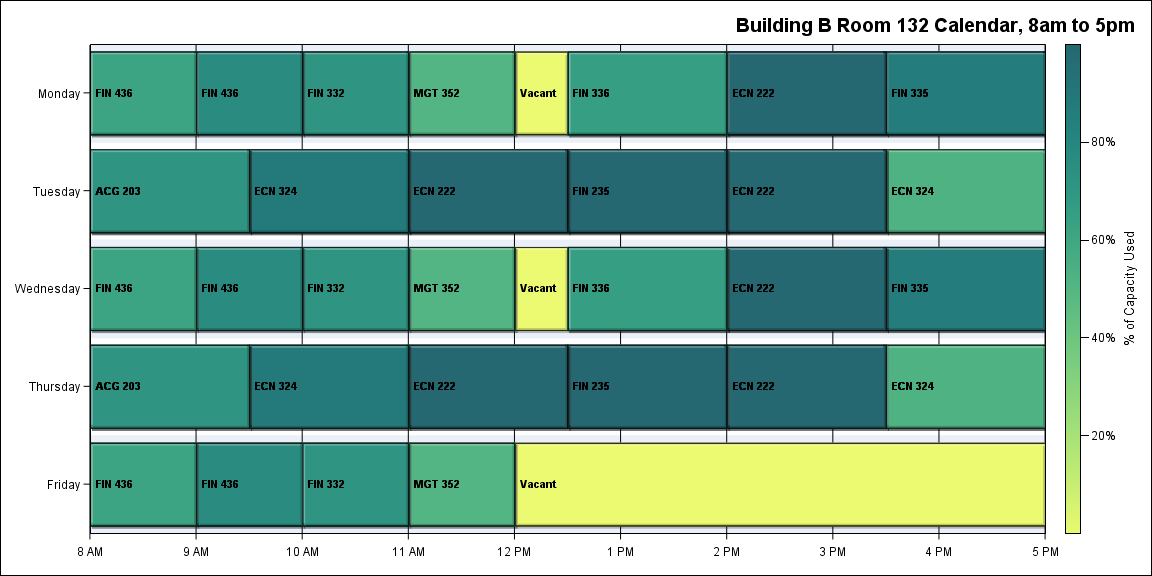 Building B Room 132 Calendar, 8am to 5pm
Monday
FIN 436
FIN 436
FIN 332
MGT 352
Vacant
FIN 336
ECN 222
FIN 335
Tuesday
ACG 203
ECN 324
ECN 222
FIN 235
ECN 222
ECN 324
Wednesday
FIN 436
FIN 436
FIN 332
MGT 352
Vacant
FIN 336
ECN 222
FIN 335
Thursday
ACG 203
ECN 324
ECN 222
FIN 235
ECN 222
ECN 324
Friday
FIN 436
FIN 436
FIN 332
MGT 352
Vacant
8 AM
9 AM
10 AM
11 AM
12 PM
1 PM
2 PM
3 PM
4 PM
5 PM
80%
60%
40%
20%
% of Capacity Used